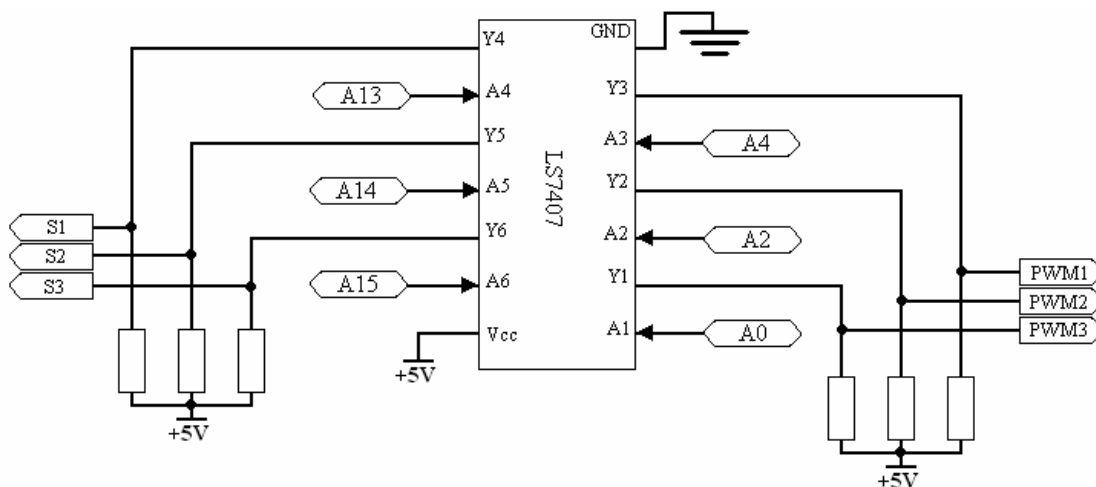 Y4
GND
A13
A4
Y3
Y5
A3
A4
A14
A5
LS7407
Y2
S1
S2
Y6
A2
A2
S3
A15
A6
Y1
PWM1
PWM2
PWM3
Vcc
A1
A0
+5V
+5V
+5V